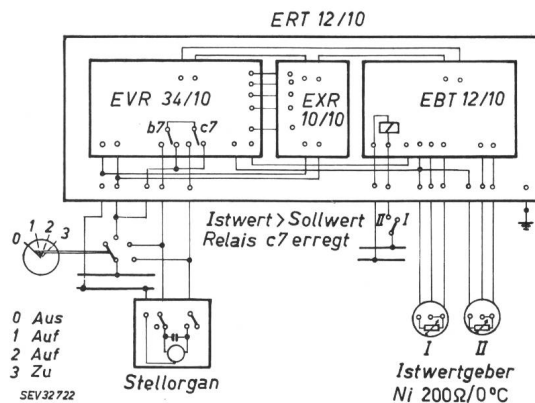 ERT 12/10
EVR 34/10
EXR
10/10
EBT 12/10
b7
c7
Istwert>Sollwert
Relais c7 erregt
II
I
0
1
2
3
0 Aus
1 Auf
2 Auf
3 Zu
SEV32722
Stellorgan
I
II
Istwertgeber
Ni 200Ω/0°C